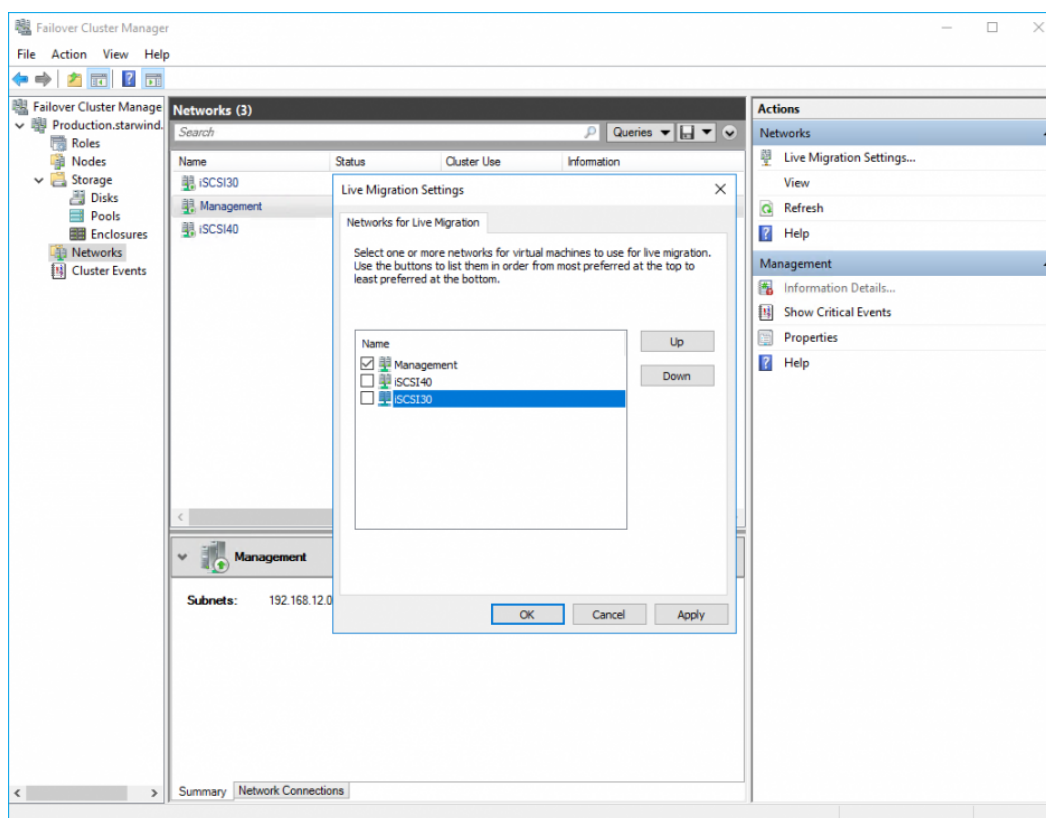 Failover Cluster Manager
File Action View Help
Failover Cluster Manage
Production.starwind.
Roles
Nodes
Storage
Disks
Pools
Enclosures
Networks
Cluster Events
Networks (3)
Search
Queries
Name Status Cluster Use Information
iSCSI30
Management
iSCSI40
Live Migration Settings
Networks for Live Migration
Select one or more networks for virtual machines to use for live migration.
Use the buttons to list them in order from most preferred at the top to
least preferred at the bottom.
Name
Management
iSCSI40
iSCSI30
Up
Down
OK Cancel Apply
Management
Subnets: 192.168.12.0
Summary Network Connections
Actions
Networks
Live Migration Settings...
View
Refresh
Help
Management
Information Details...
Show Critical Events
Properties
Help